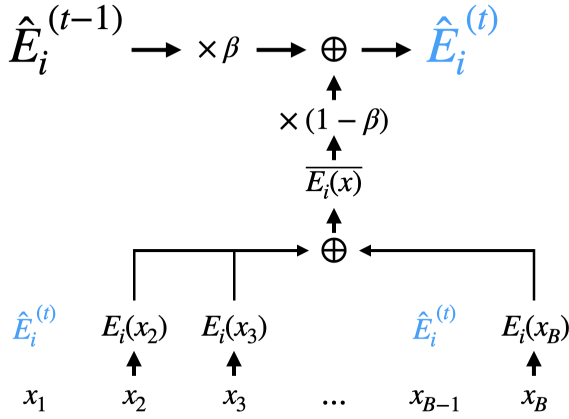 Ê_i^(t−1) × β ⊕ Ê_i^(t)
× (1 − β)
\overline{E_i(x)}
⊕
Ê_i^(t) E_i(x_2) E_i(x_3) Ê_i^(t) E_i(x_B)
x_1 x_2 x_3 ... x_{B−1} x_B